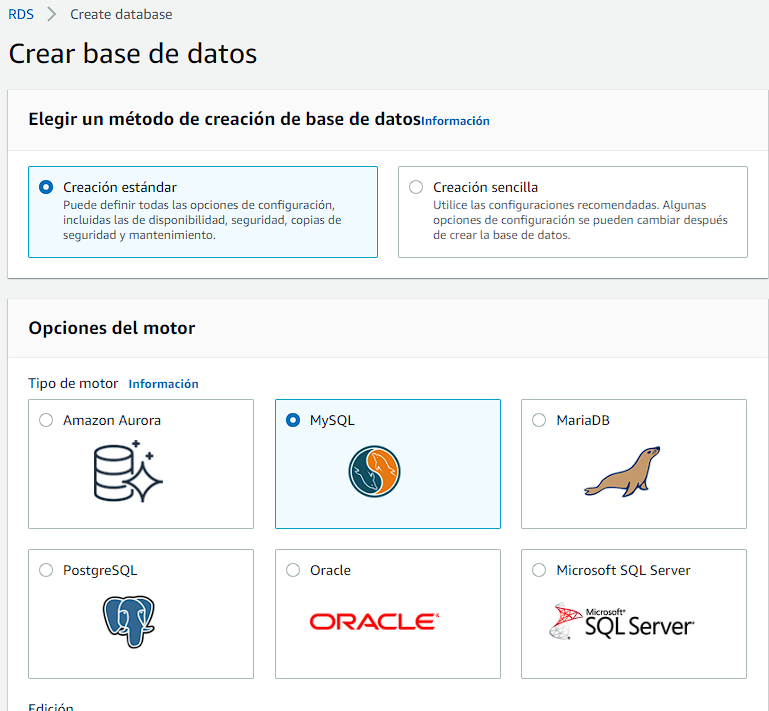 RDS > Create database
Crear base de datos
Elegir un método de creación de base de datos Información
Creación estándar
Puede definir todas las opciones de configuración,
incluidas las de disponibilidad, seguridad, copias de
seguridad y mantenimiento.
Creación sencilla
Utilice las configuraciones recomendadas. Algunas
opciones de configuración se pueden cambiar después
de crear la base de datos.
Opciones del motor
Tipo de motor Información
Amazon Aurora
MySQL
MariaDB
PostgreSQL
Oracle
ORACLE
Microsoft SQL Server
Microsoft
SQL Server
Edición